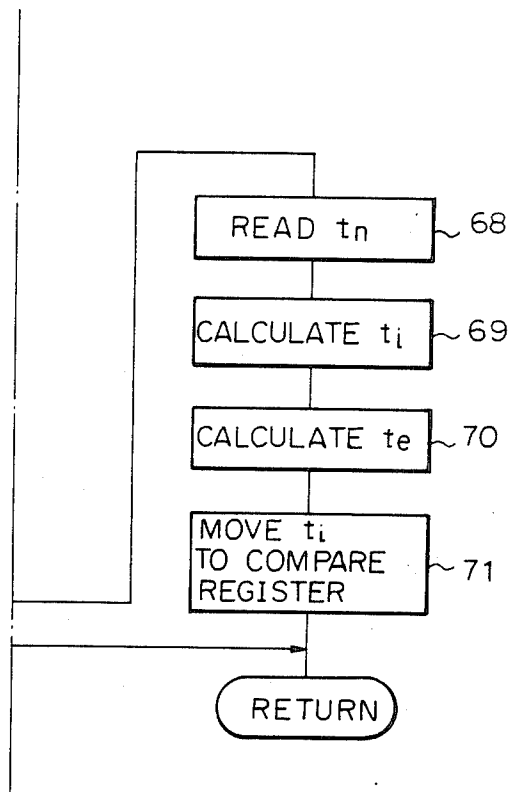 READ tn
68
CALCULATE ti
69
CALCULATE te
70
MOVE ti
TO COMPARE
REGISTER
71
RETURN